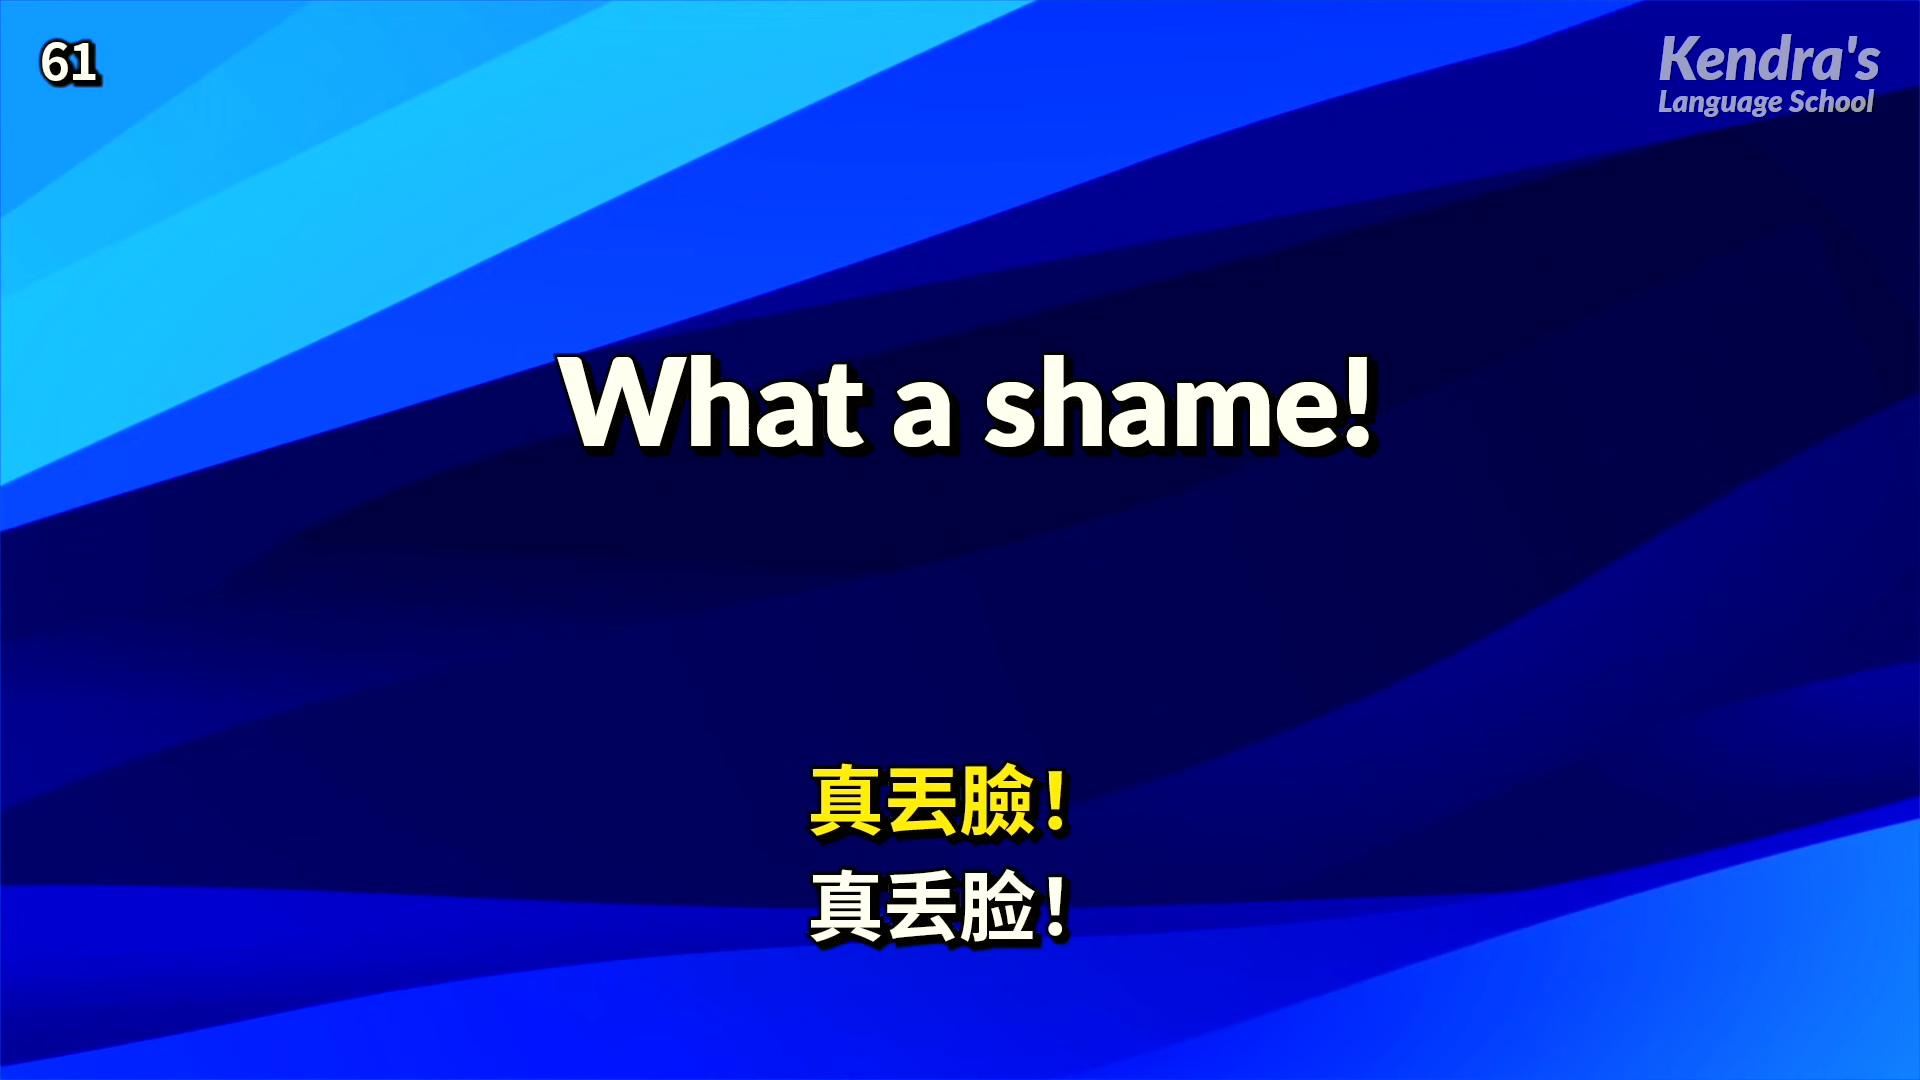 61
Kendra's
Language School
What a shame!
真丟臉！
真丢脸！